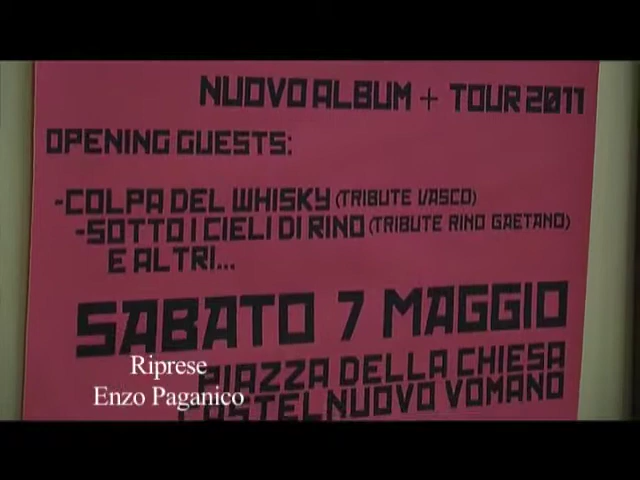 NUOVO ALBUM + TOUR 2011
OPENING GUESTS:
-COLPA DEL WHISKY (TRIBUTE VASCO)
-SOTTO I CIELI DI RINO (TRIBUTE RINO GAETANO)
E ALTRI...
SABATO 7 MAGGIO
PIAZZA DELLA CHIESA
CASTELNUOVO VOMANO
Riprese
Enzo Paganico